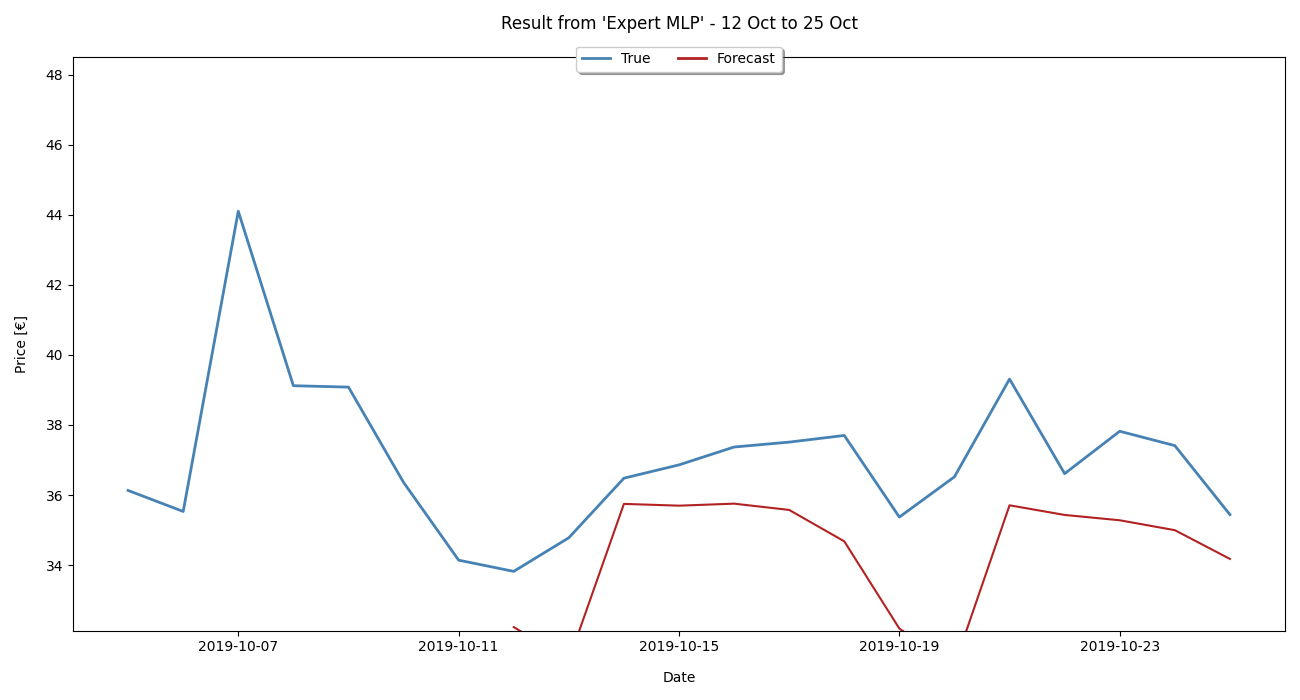 Result from 'Expert MLP' - 12 Oct to 25 Oct
True Forecast
48
46
44
42
40
38
36
34
Price [€]
2019-10-07 2019-10-11 2019-10-15 2019-10-19 2019-10-23
Date